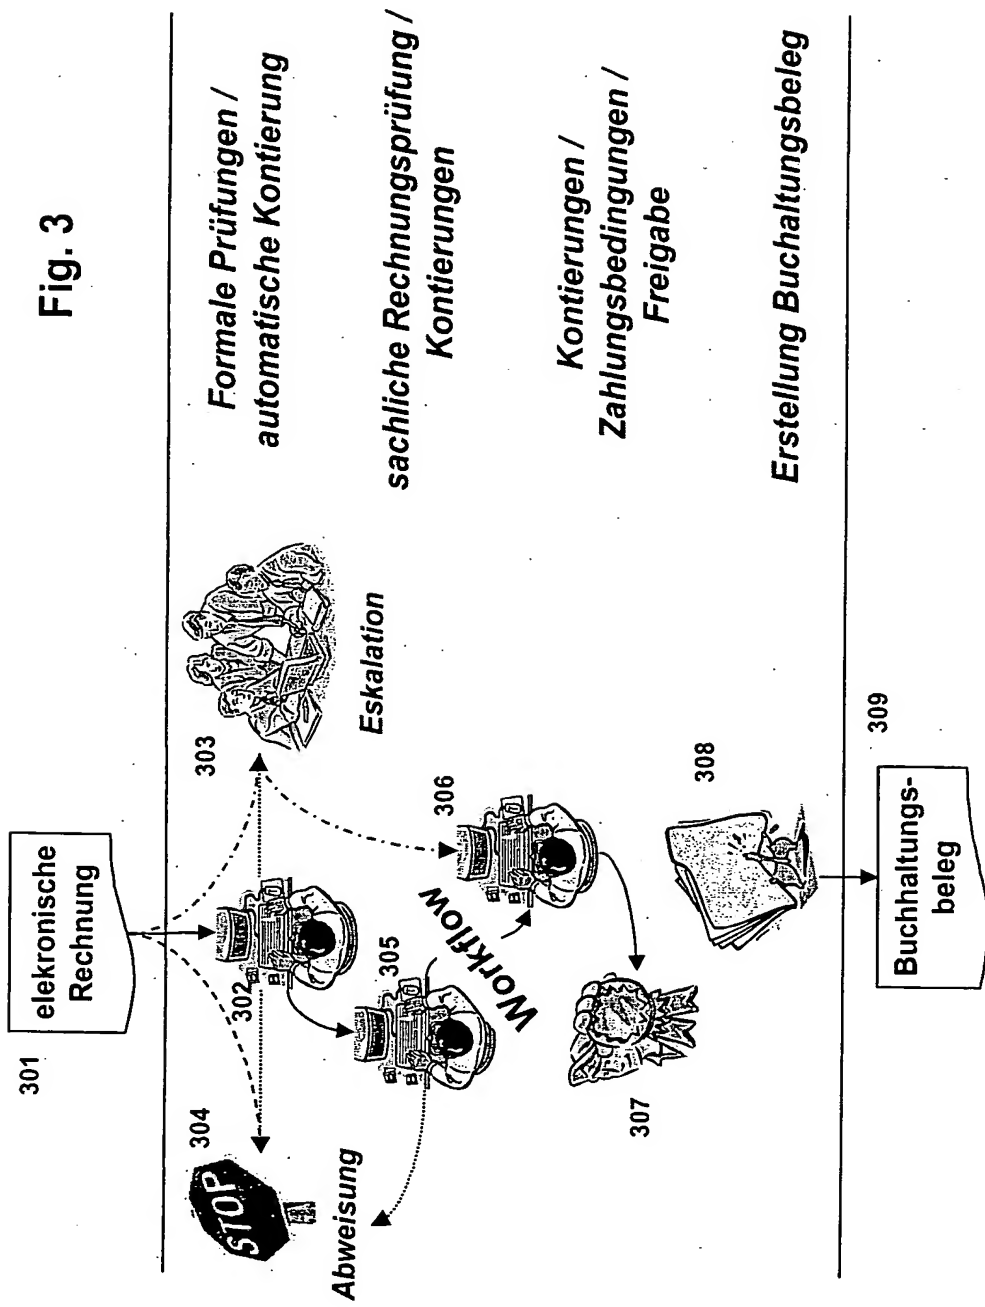 Fig. 3
301
elekronische
Rechnung
Formale Prüfungen /
automatische Kontierung
304
STOP
302
303
Abweisung
305
Eskalation
sachliche Rechnungsprüfung /
Kontierungen
Workflow
306
307
Kontierungen /
Zahlungsbedingungen /
Freigabe
308
Erstellung Buchaltungsbeleg
309
Buchhaltungs-
beleg